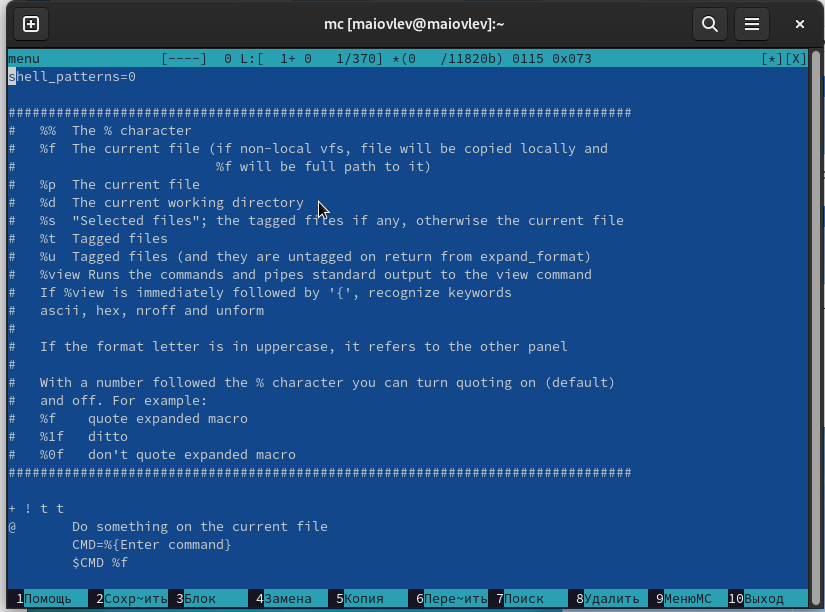 mc [maiovlev@maiovlev]:~
menu                [----]  0 L:[  1+ 0   1/370] *(0   /11820b) 0115 0x073                     [*][X]
shell_patterns=0
##############################################################################
#   %%  The % character
#   %f  The current file (if non-local vfs, file will be copied locally and
#                         %f will be full path to it)
#   %p  The current file
#   %d  The current working directory
#   %s  "Selected files"; the tagged files if any, otherwise the current file
#   %t  Tagged files
#   %u  Tagged files (and they are untagged on return from expand_format)
#   %view Runs the commands and pipes standard output to the view command
#   If %view is immediately followed by '{', recognize keywords
#   ascii, hex, nroff and unform
#
#   If the format letter is in uppercase, it refers to the other panel
#
#   With a number followed the % character you can turn quoting on (default)
#   and off. For example:
#   %f    quote expanded macro
#   %1f   ditto
#   %0f   don't quote expanded macro
##############################################################################
+ ! t t
@       Do something on the current file
        CMD=%{Enter command}
        $CMD %f
1Помощь 2Сохр~ить 3Блок 4Замена 5Копия 6Пере~ить 7Поиск 8Удалить 9МенюMC 10Выход